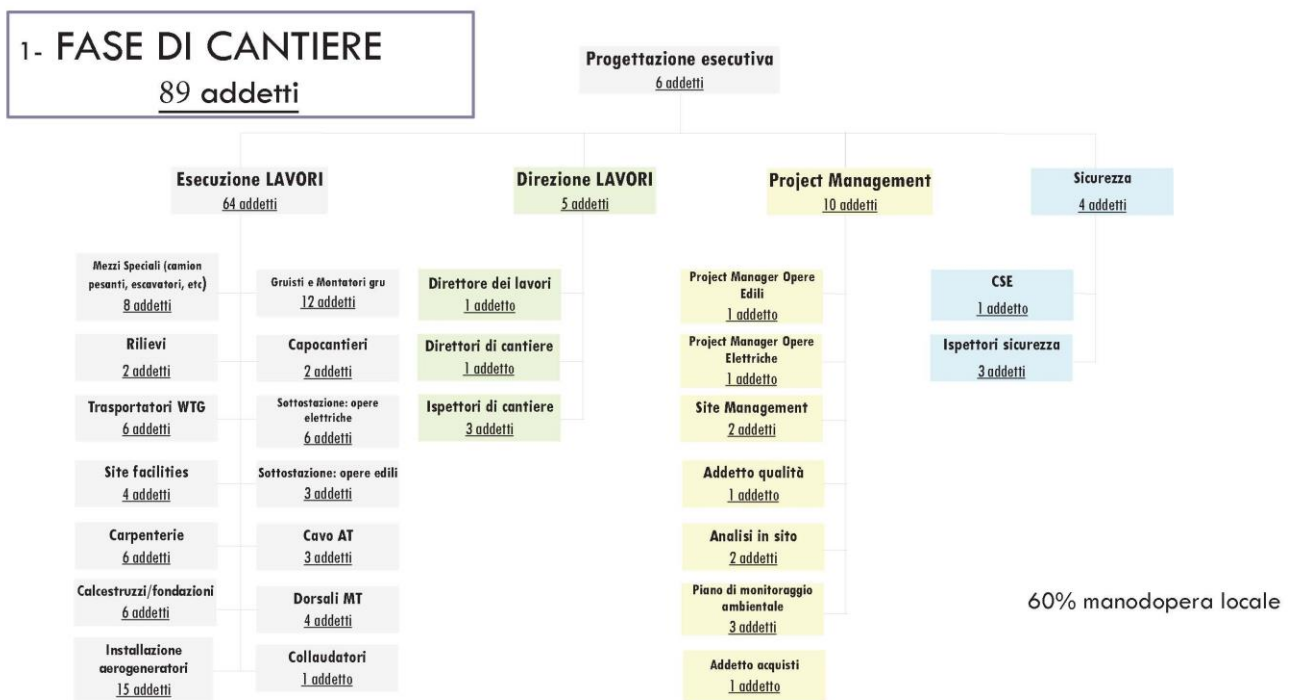 1- FASE DI CANTIERE
89 addetti
Progettazione esecutiva
6 addetti
Esecuzione LAVORI
64 addetti
Direzione LAVORI
5 addetti
Project Management
10 addetti
Sicurezza
4 addetti
Mezzi Speciali (camion
pesanti, escavatori, etc)
8 addetti
Rilievi
2 addetti
Trasportatori WTG
6 addetti
Site facilities
4 addetti
Carpenterie
6 addetti
Calcestruzzi/fondazioni
6 addetti
Installazione
aerogeneratori
15 addetti
Gruisti e Montatori gru
12 addetti
Capocantieri
2 addetti
Sottostazione: opere
elettriche
6 addetti
Sottostazione: opere edili
3 addetti
Cavo AT
3 addetti
Dorsali MT
4 addetti
Collaudatori
1 addetto
Direttore dei lavori
1 addetto
Direttori di cantiere
1 addetto
Ispettori di cantiere
3 addetti
Project Manager Opere
Edili
1 addetto
Project Manager Opere
Elettriche
1 addetto
Site Management
2 addetti
Addetto qualità
1 addetto
Analisi in sito
2 addetti
Piano di monitoraggio
ambientale
3 addetti
Addetto acquisti
1 addetto
CSE
1 addetto
Ispettori sicurezza
3 addetti
60% manodopera locale